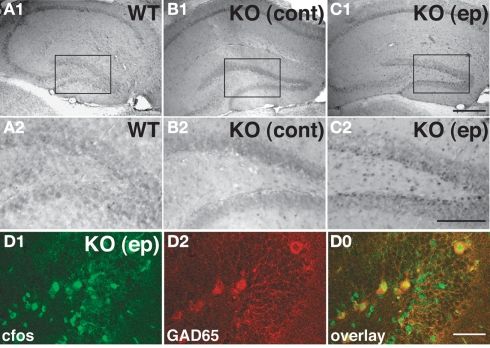 A1 WT
B1 KO (cont)
C1 KO (ep)
A2 WT
B2 KO (cont)
C2 KO (ep)
D1 KO (ep)
cfos
D2
GAD65
D0
overlay